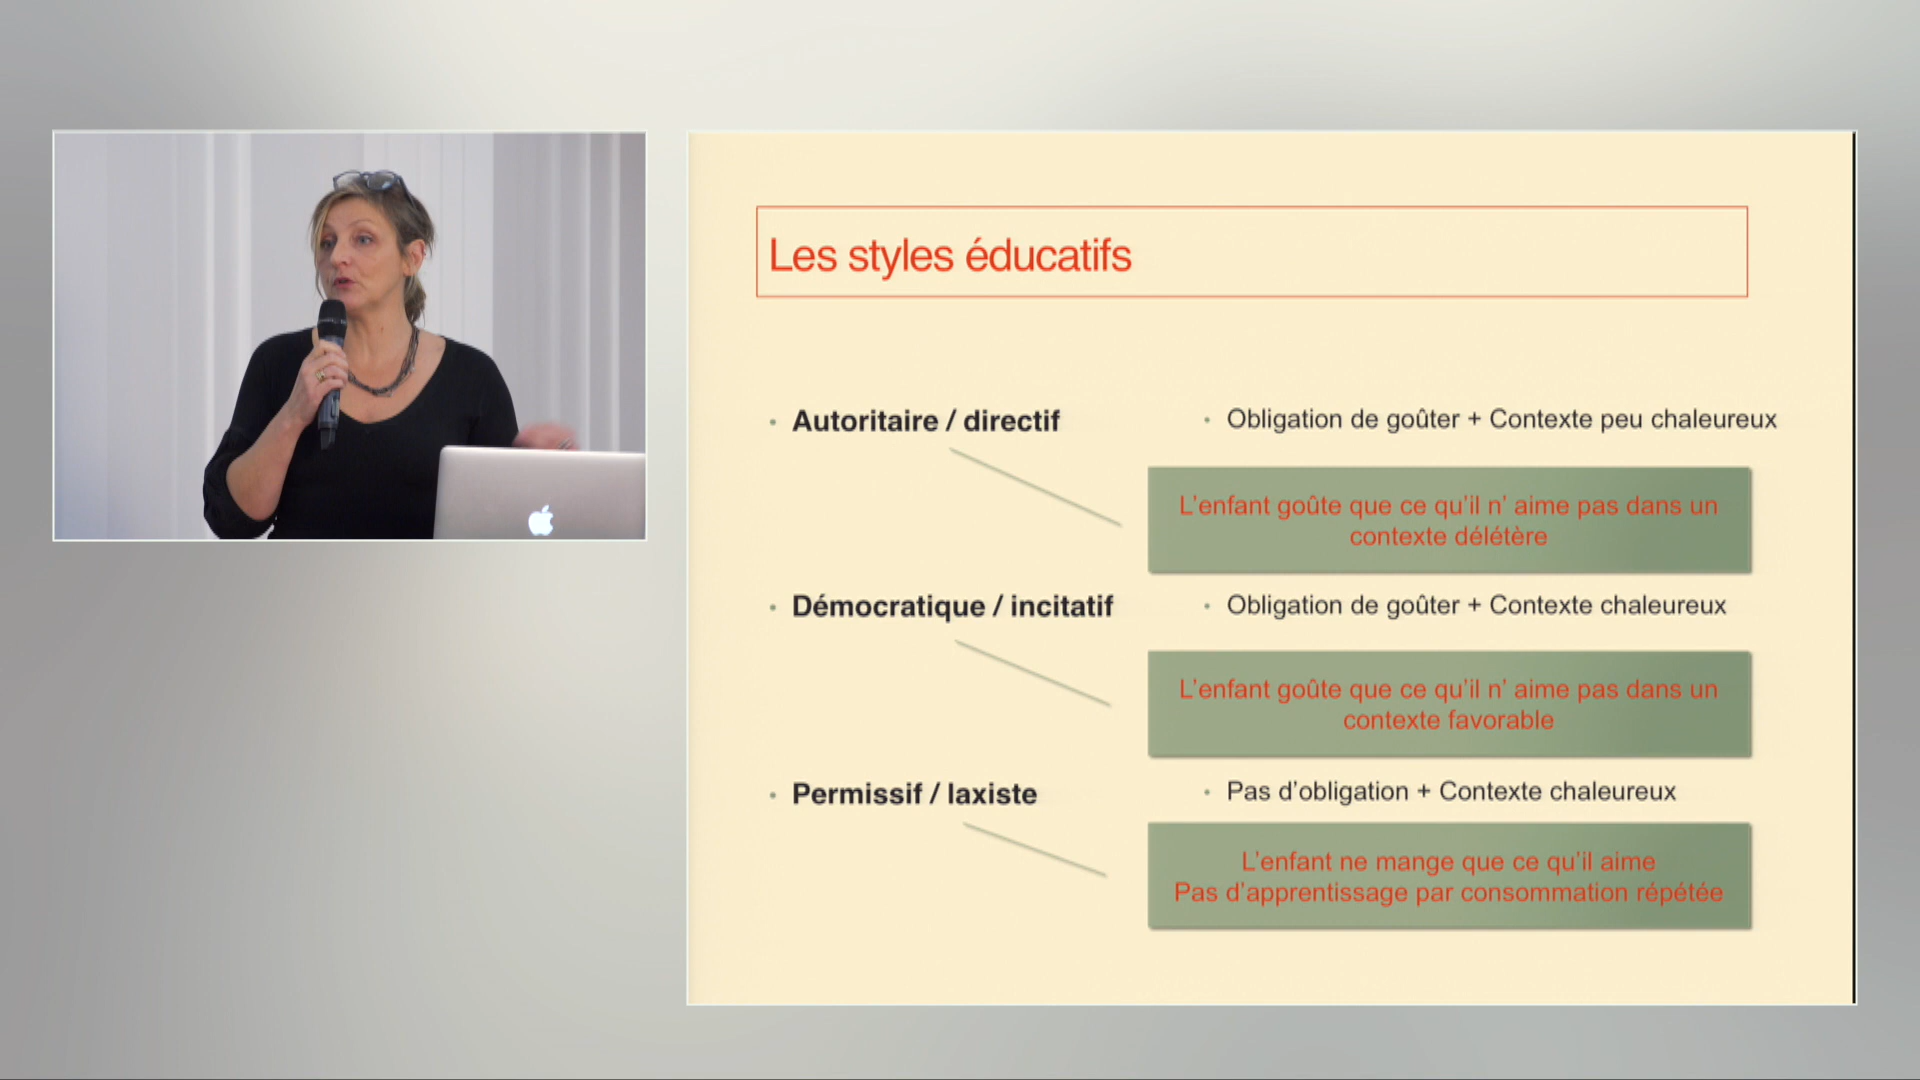 Les styles éducatifs
Autoritaire / directif
Obligation de goûter + Contexte peu chaleureux
L'enfant goûte que ce qu'il n' aime pas dans un
contexte délétère
Démocratique / incitatif
Obligation de goûter + Contexte chaleureux
L'enfant goûte que ce qu'il n' aime pas dans un
contexte favorable
Permissif / laxiste
Pas d'obligation + Contexte chaleureux
L'enfant ne mange que ce qu'il aime
Pas d'apprentissage par consommation répétée